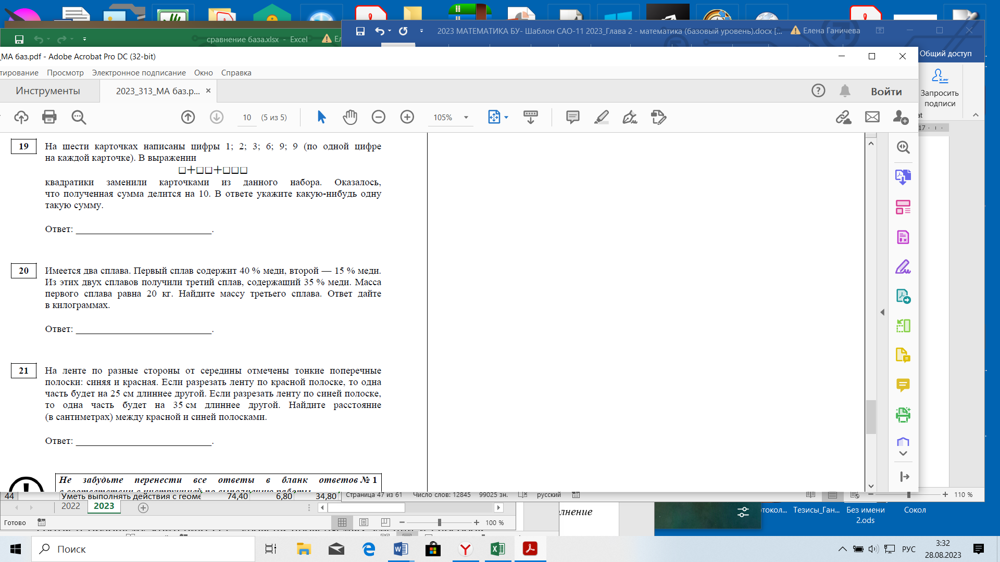 сравнение база.xlsx - Excel
2023 МАТЕМАТИКА БУ- Шаблон САО-11 2023_Глава 2 - математика (базовый уровень).docx [...
Елена Ганичева
_МА баз.pdf - Adobe Acrobat Pro DC (32-bit)
Общий доступ
тирование Просмотр Электронное подписание Окно Справка
Инструменты
2023_313_МА баз.p...
Войти
Запросить
подписи
10 (5 из 5)
105%
17
19 На шести карточках написаны цифры 1; 2; 3; 6; 9; 9 (по одной цифре
на каждой карточке). В выражении
□+□□+□□□
квадратики заменили карточками из данного набора. Оказалось,
что полученная сумма делится на 10. В ответе укажите какую-нибудь одну
такую сумму.
Ответ: ____________________________.
20 Имеется два сплава. Первый сплав содержит 40 % меди, второй — 15 % меди.
Из этих двух сплавов получили третий сплав, содержащий 35 % меди. Масса
первого сплава равна 20 кг. Найдите массу третьего сплава. Ответ дайте
в килограммах.
Ответ: ____________________________.
21 На ленте по разные стороны от середины отмечены тонкие поперечные
полоски: синяя и красная. Если разрезать ленту по красной полоске, то одна
часть будет на 25 см длиннее другой. Если разрезать ленту по синей полоске,
то одна часть будет на 35 см длиннее другой. Найдите расстояние
(в сантиметрах) между красной и синей полосками.
Ответ: ____________________________.
Не забудьте перенести все ответы в бланк ответов № 1
в соответствии с инструкцией по выполнению работы.
44 Уметь выполнять действия с геоме 74,40 6,80 34,80
Страница 47 из 61 Число слов: 12845 99025 зн. русский
110 %
2022 2023
Готово
100 %
лнение
токол... Тезисы_Ган... Без имени
2.ods
Сокол
Поиск
РУС
3:32
28.08.2023